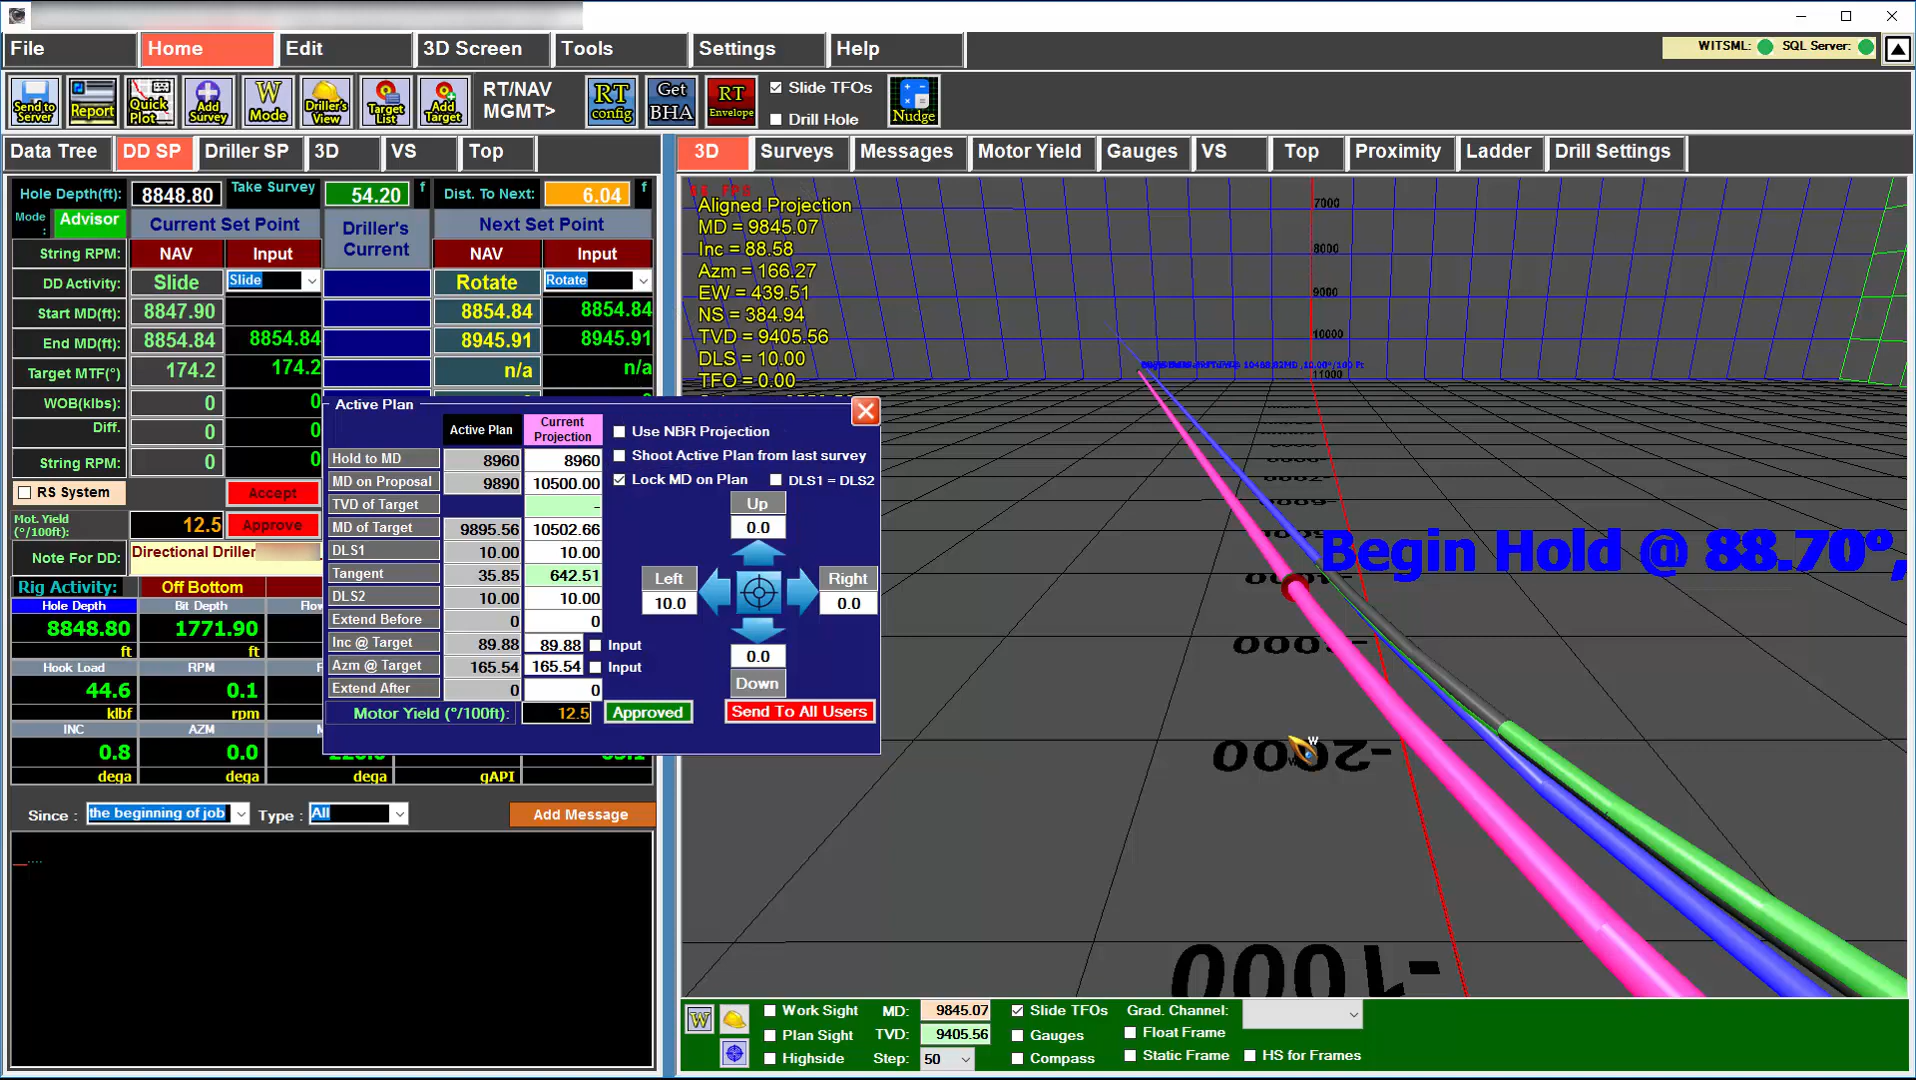 WITSML: SQL Server:
File Home Edit 3D Screen Tools Settings Help
Send to Server Report Quick Plot Add Survey W Mode Driller's View Target List Add Target RT/NAV MGMT> RT config Get BHA RT Envelope Slide TFOs Drill Hole Nudge
Data Tree DD SP Driller SP 3D VS Top
3D Surveys Messages Motor Yield Gauges VS Top Proximity Ladder Drill Settings
Hole Depth(ft): 8848.80 Take Survey 54.20 f Dist. To Next: 6.04 f
Mode : Advisor Current Set Point Driller's Current Next Set Point
String RPM: NAV Input NAV Input
DD Activity: Slide Slide Rotate Rotate
Start MD(ft): 8847.90 8854.84 8854.84
End MD(ft): 8854.84 8854.84 8945.91 8945.91
Target MTF(°) 174.2 174.2 n/a n/a
WOB(klbs): 0 0
Diff. 0 0
String RPM: 0 0
RS System Accept
Mot. Yield (°/100ft): 12.5 Approve
Note For DD: Directional Driller
Rig Activity: Off Bottom
Hole Depth Bit Depth Flow
8848.80 1771.90
ft ft
Hook Load RPM
44.6 0.1
klbf rpm
INC AZM
0.8 0.0
dega dega dega gAPI
Since : the beginning of job Type : All Add Message
Active Plan
Active Plan Current Projection
Hold to MD 8960 8960
MD on Proposal 9890 10500.00
TVD of Target -
MD of Target 9895.56 10502.66
DLS1 10.00 10.00
Tangent 35.85 642.51
DLS2 10.00 10.00
Extend Before 0 0
Inc @ Target 89.88 89.88 Input
Azm @ Target 165.54 165.54 Input
Extend After 0 0
Motor Yield (°/100ft): 12.5 Approved Send To All Users
Use NBR Projection
Shoot Active Plan from last survey
Lock MD on Plan DLS1 = DLS2
Up
0.0
Left Right
10.0 0.0
0.0
Down
Aligned Projection
MD = 9845.07
Inc = 88.58
Azm = 166.27
EW = 439.51
NS = 384.94
TVD = 9405.56
DLS = 10.00
TFO = 0.00
7000
8000
9000
10000
11000
Begin Hold @ 88.70°,
-2000
-1000
Work Sight MD: 9845.07 Slide TFOs Grad. Channel:
Plan Sight TVD: 9405.56 Gauges Float Frame
Highside Step: 50 Compass Static Frame HS for Frames